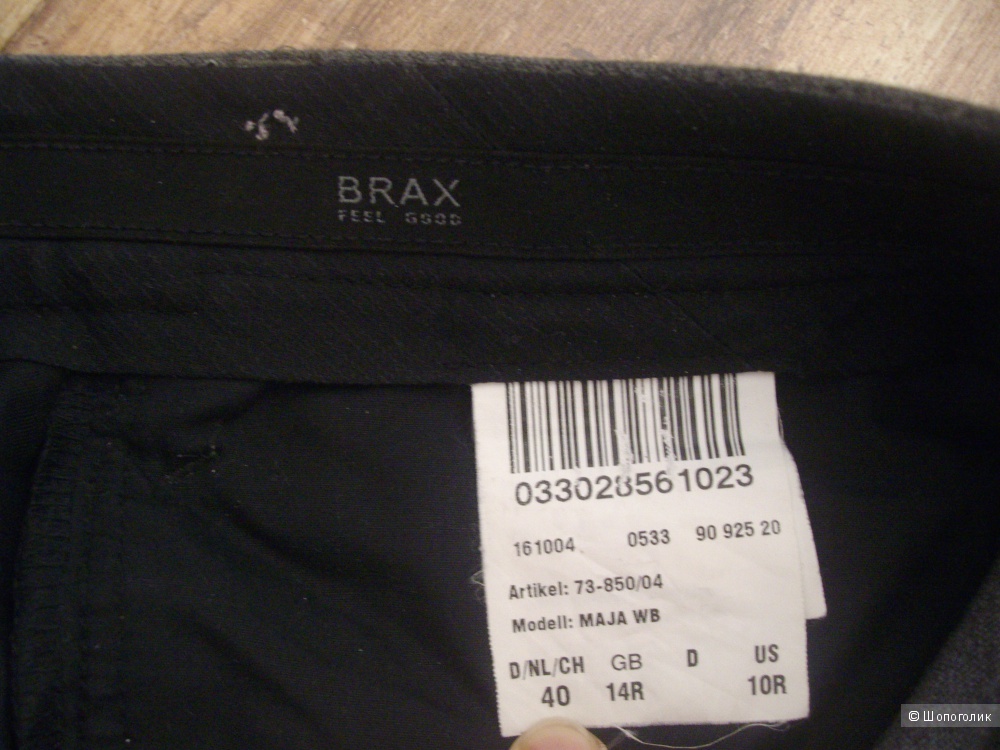 BRAX
FEEL GOOD
033028561023
161004 0533 90 925 20
Artikel: 73-850/04
Modell: MAJA WB
D/NL/CH GB D US
40 14R 10R
© Шопоголик